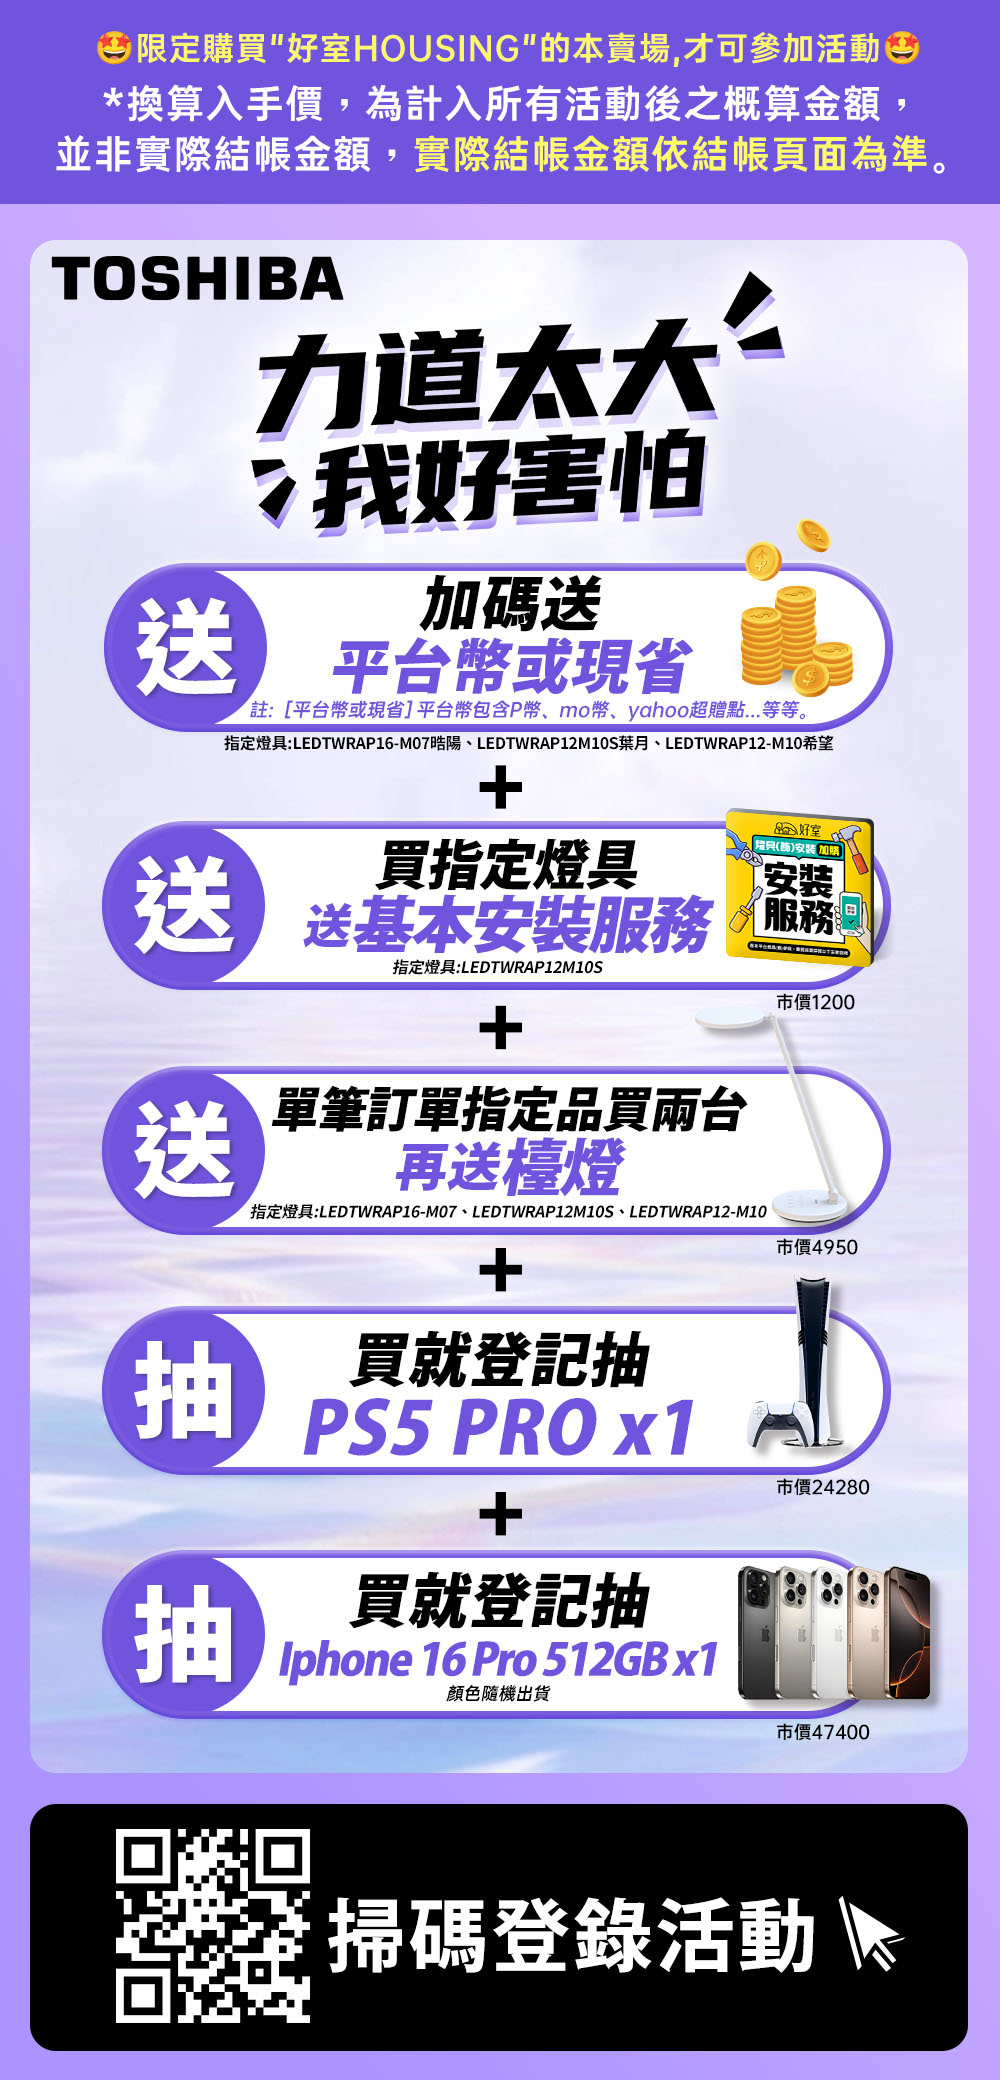 限定購買"好室HOUSING"的本賣場,才可參加活動
*換算入手價，為計入所有活動後之概算金額，
並非實際結帳金額，實際結帳金額依結帳頁面為準。
TOSHIBA
力道太大
我好害怕
送
加碼送
平台幣或現省
註:［平台幣或現省］平台幣包含P幣、mo幣、yahoo超贈點...等等。
指定燈具:LEDTWRAP16-M07晧陽、LEDTWRAP12M10S葉月、LEDTWRAP12-M10希望
+
送
買指定燈具
送基本安裝服務
指定燈具:LEDTWRAP12M10S
好室
燈具(飾)安裝 加購
安裝
服務
市價1200
+
送
單筆訂單指定品買兩台
再送檯燈
指定燈具:LEDTWRAP16-M07、LEDTWRAP12M10S、LEDTWRAP12-M10
市價4950
+
抽
買就登記抽
PS5 PRO x1
市價24280
+
抽
買就登記抽
Iphone 16 Pro 512GB x1
顏色隨機出貨
市價47400
掃碼登錄活動